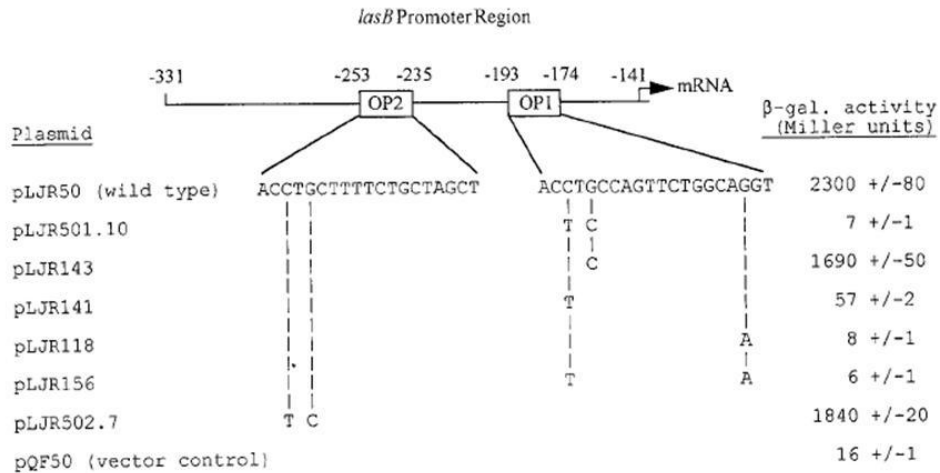 lasB Promoter Region
-331 -253 -235 -193 -174 -141
OP2 OP1 mRNA
Plasmid β-gal. activity
(Miller units)
pLJR50 (wild type) ACCTGCTTTTCTGCTAGCT ACCTGCCAGTTCTGGCAGGT 2300 +/-80
pLJR501.10 T C 7 +/-1
pLJR143 C 1690 +/-50
pLJR141 T 57 +/-2
pLJR118 A 8 +/-1
pLJR156 T A 6 +/-1
pLJR502.7 T C 1840 +/-20
pQF50 (vector control) 16 +/-1